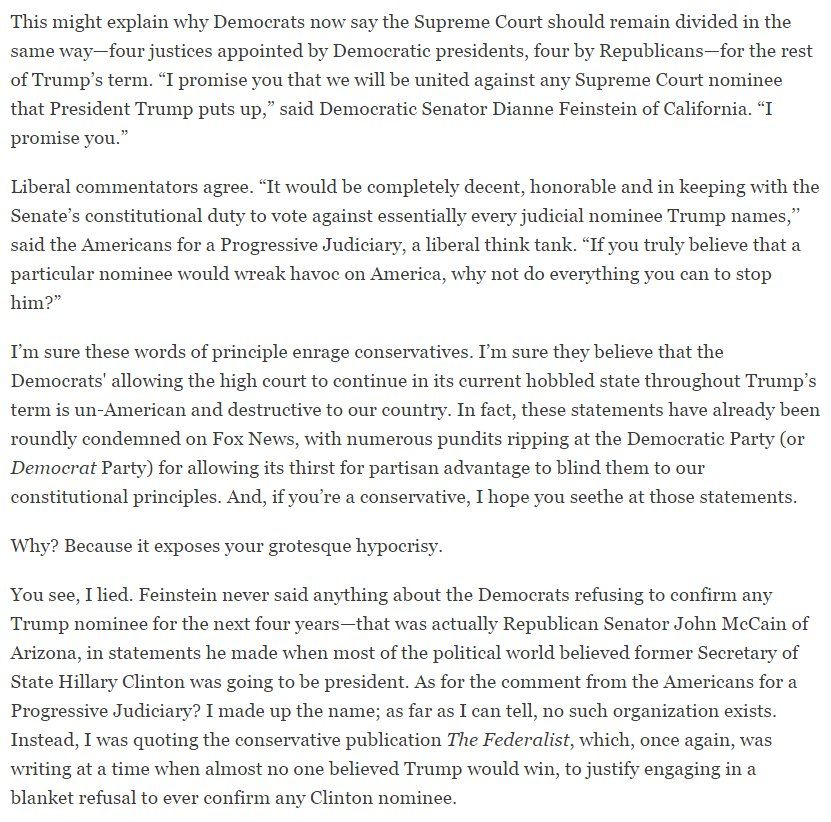 This might explain why Democrats now say the Supreme Court should remain divided in the
same way—four justices appointed by Democratic presidents, four by Republicans—for the rest
of Trump’s term. “I promise you that we will be united against any Supreme Court nominee
that President Trump puts up,” said Democratic Senator Dianne Feinstein of California. “I
promise you.”
Liberal commentators agree. “It would be completely decent, honorable and in keeping with the
Senate’s constitutional duty to vote against essentially every judicial nominee Trump names,’’
said the Americans for a Progressive Judiciary, a liberal think tank. “If you truly believe that a
particular nominee would wreak havoc on America, why not do everything you can to stop
him?”
I’m sure these words of principle enrage conservatives. I’m sure they believe that the
Democrats' allowing the high court to continue in its current hobbled state throughout Trump’s
term is un-American and destructive to our country. In fact, these statements have already been
roundly condemned on Fox News, with numerous pundits ripping at the Democratic Party (or
Democrat Party) for allowing its thirst for partisan advantage to blind them to our
constitutional principles. And, if you’re a conservative, I hope you seethe at those statements.
Why? Because it exposes your grotesque hypocrisy.
You see, I lied. Feinstein never said anything about the Democrats refusing to confirm any
Trump nominee for the next four years—that was actually Republican Senator John McCain of
Arizona, in statements he made when most of the political world believed former Secretary of
State Hillary Clinton was going to be president. As for the comment from the Americans for a
Progressive Judiciary? I made up the name; as far as I can tell, no such organization exists.
Instead, I was quoting the conservative publication The Federalist, which, once again, was
writing at a time when almost no one believed Trump would win, to justify engaging in a
blanket refusal to ever confirm any Clinton nominee.